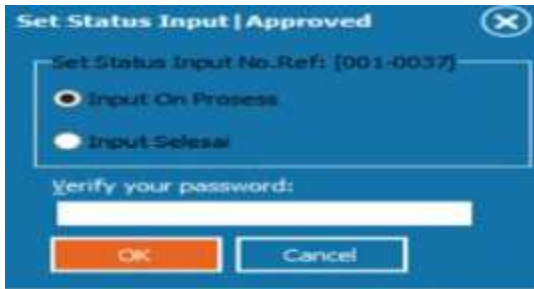 Set Status Input|Approved
Set Status Input No.Ref: [001-0037]
Input On Prosess
Input Selesai
Verify your password:
OK
Cancel